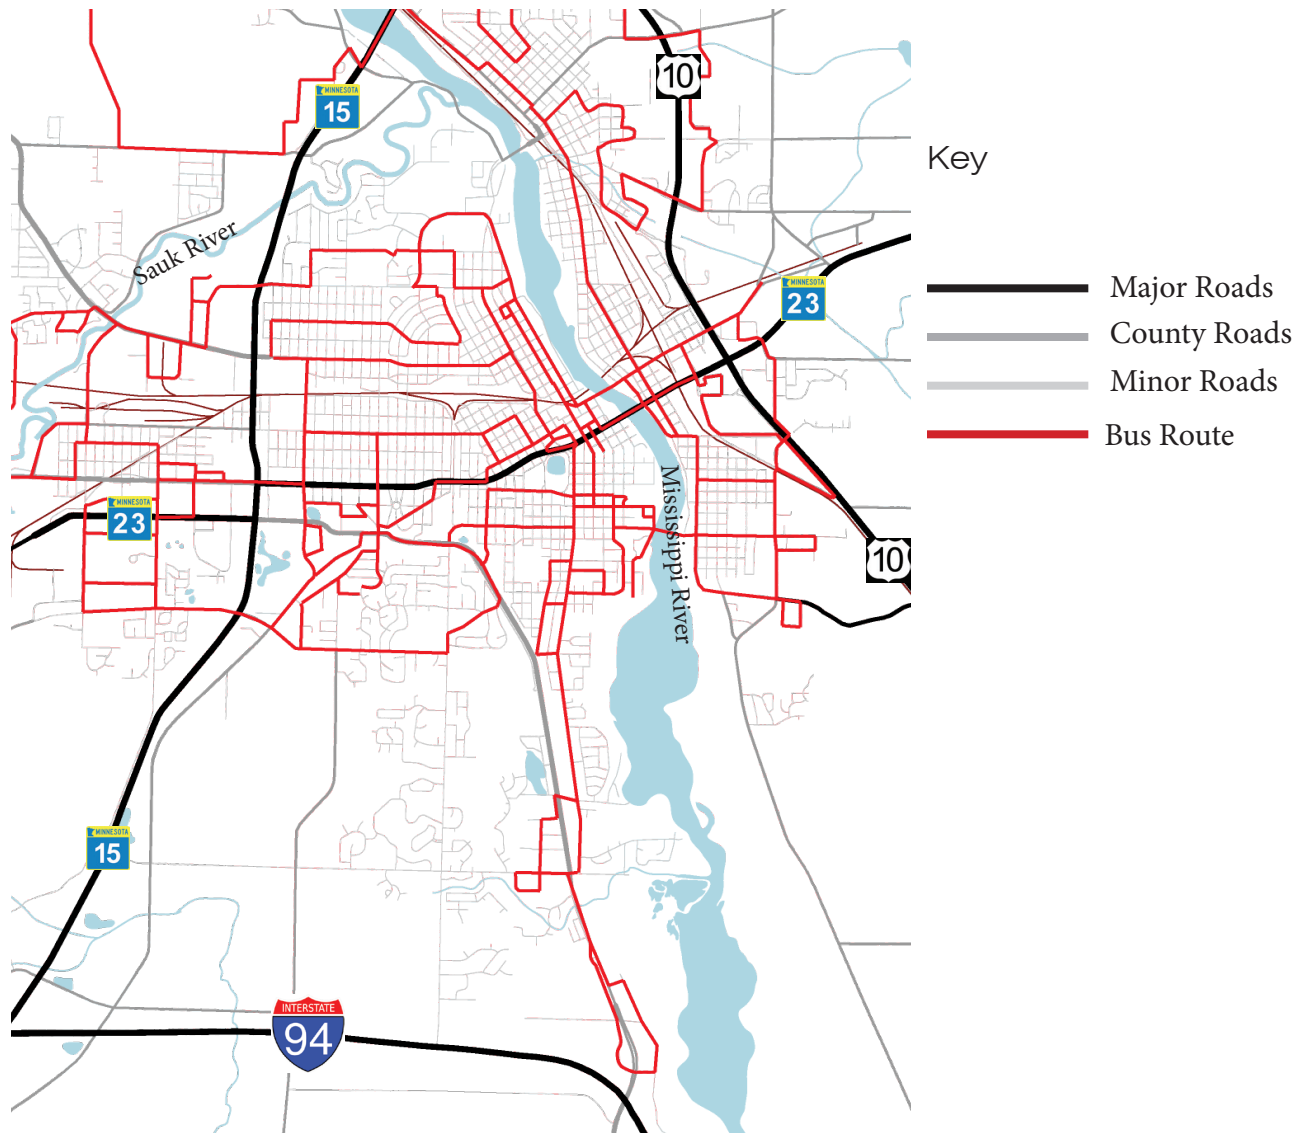 10
MINNESOTA
15
Key
Sauk River
MINNESOTA
23
Major Roads
County Roads
Minor Roads
Bus Route
Mississippi River
MINNESOTA
23
10
MINNESOTA
15
INTERSTATE
94